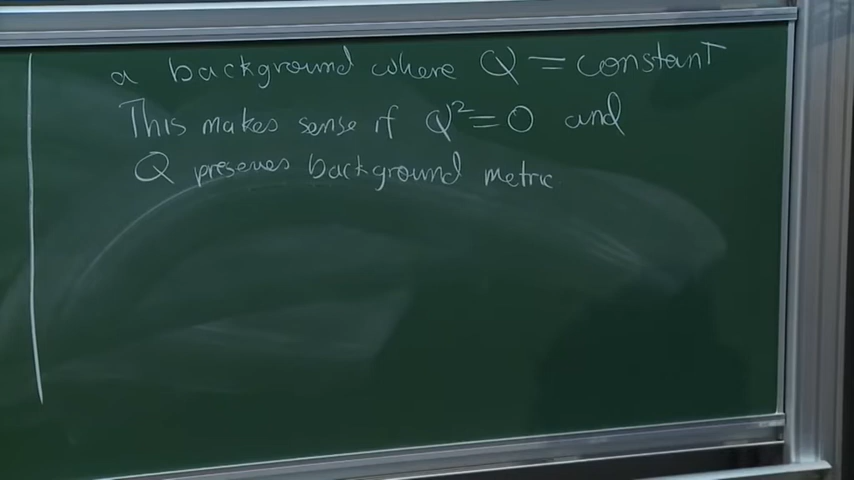 a background where Q = constant
This makes sense if Q² = 0 and
Q preserves background metric